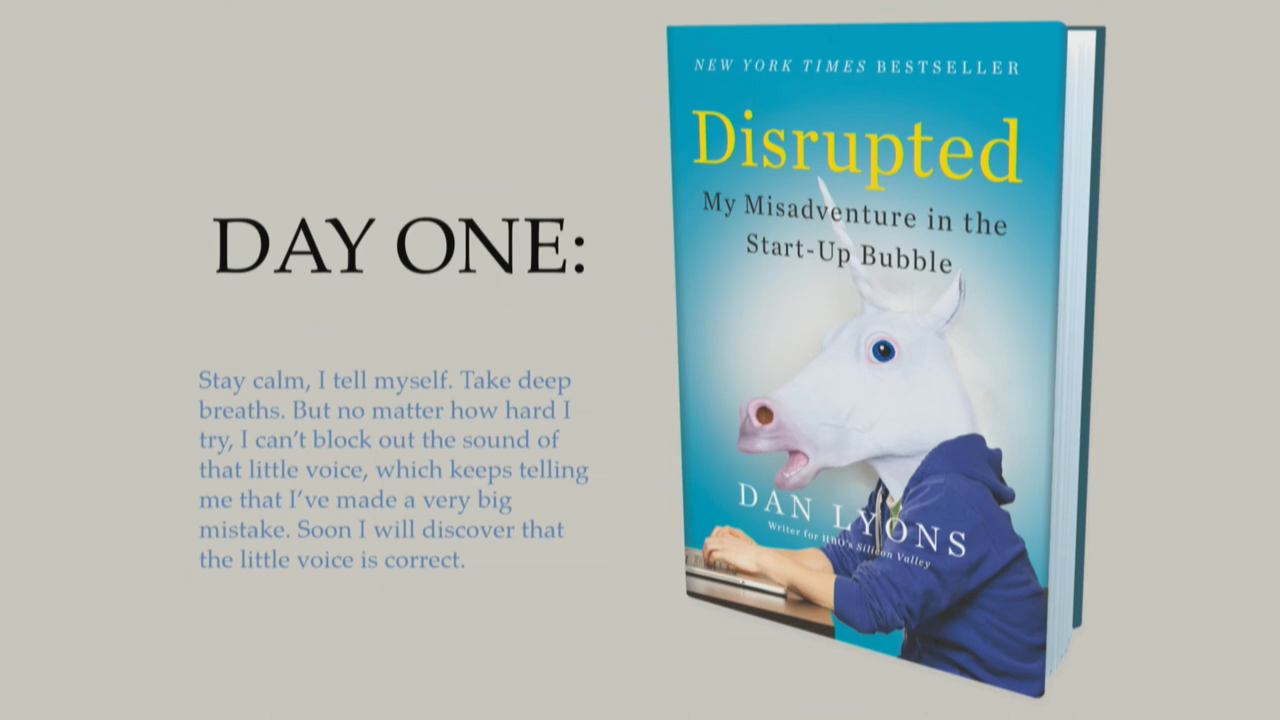 DAY ONE:
Stay calm, I tell myself. Take deep
breaths. But no matter how hard I
try, I can't block out the sound of
that little voice, which keeps telling
me that I've made a very big
mistake. Soon I will discover that
the little voice is correct.
NEW YORK TIMES BESTSELLER
Disrupted
My Misadventure in the
Start-Up Bubble
DAN LYONS
Writer for HBO's Silicon Valley